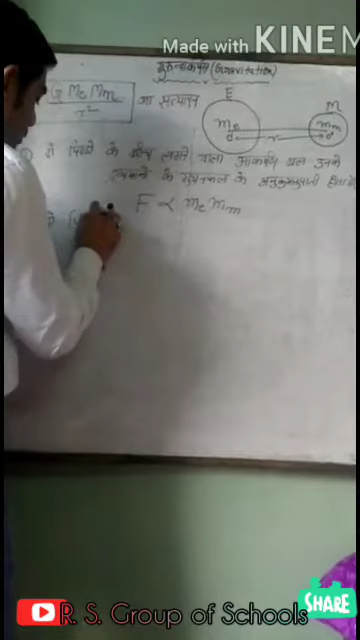 Made with KINEM
गुरुत्वाकर्षण (Gravitation)
E
G Me Mm / r² का सत्यापन
M
me
mm
d
r
d'
दो पिण्डो के बीच लगने वाला आकर्षण बल उनके
द्रव्यमानों के गुणनफल के अनुक्रमानुपाती होता है
F ∝ me mm
R. S. Group of Schools
SHARE